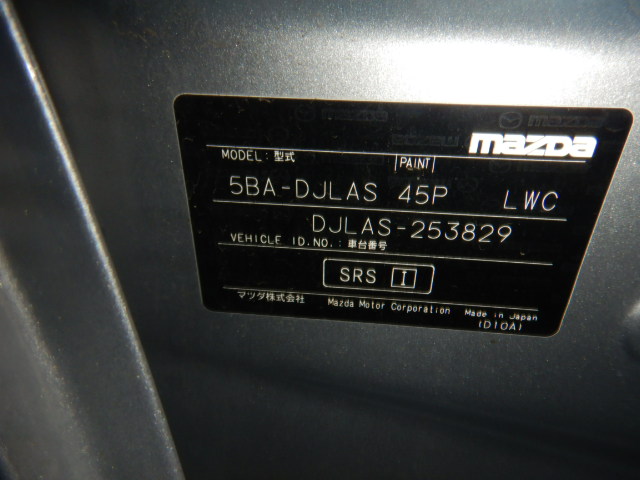 mazda
MODEL: 型式 PAINT
5BA-DJLAS 45P LWC
DJLAS-253829
VEHICLE ID.NO.: 車台番号
SRS I
マツダ株式会社 Mazda Motor Corporation Made in Japan
(D10A)